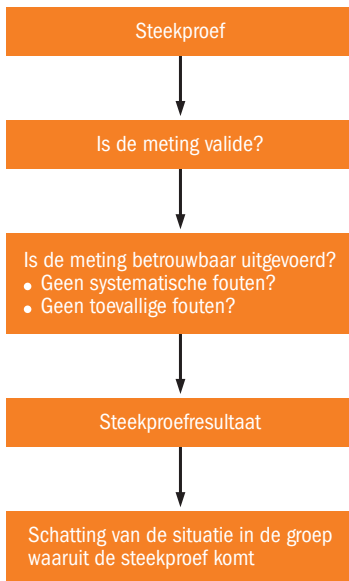 Steekproef
Is de meting valide?
Is de meting betrouwbaar uitgevoerd?
• Geen systematische fouten?
• Geen toevallige fouten?
Steekproefresultaat
Schatting van de situatie in de groep
waaruit de steekproef komt